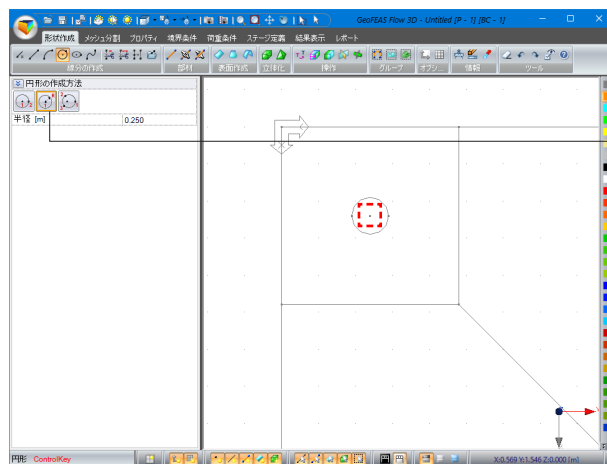 GeoFEAS Flow 3D - Untitled [P - 1] [BC - 1]
形状作成 メッシュ分割 プロパティ 境界条件 荷重条件 ステージ定義 結果表示 レポート
線分の作成 部材 表面作成 立体化 操作 グループ オプシ... 情報 ツール
円形の作成方法
半径 [m] 0.250
円形 ControlKey
X:0.569 Y:1.546 Z:0.000 [m]